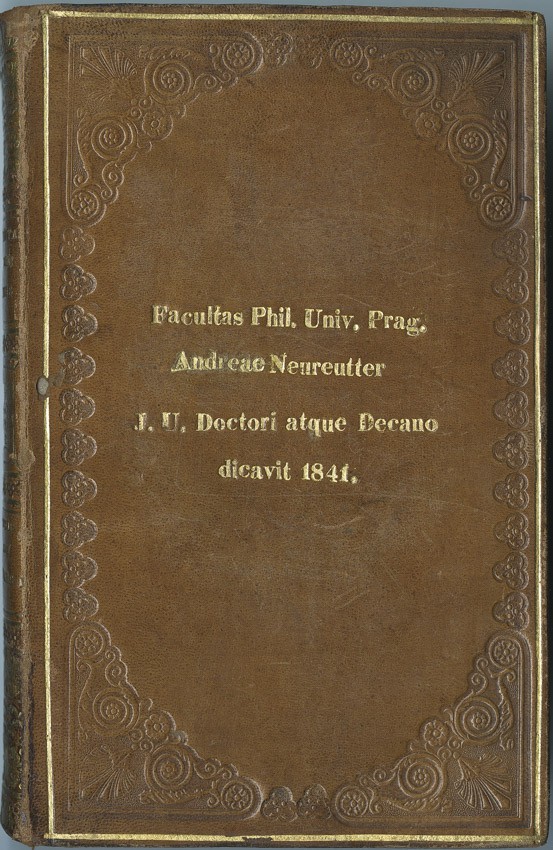 Facultas Phil. Univ. Prag.
Andreae Neureutter
J. U. Doctori atque Decano
dicavit 1841.